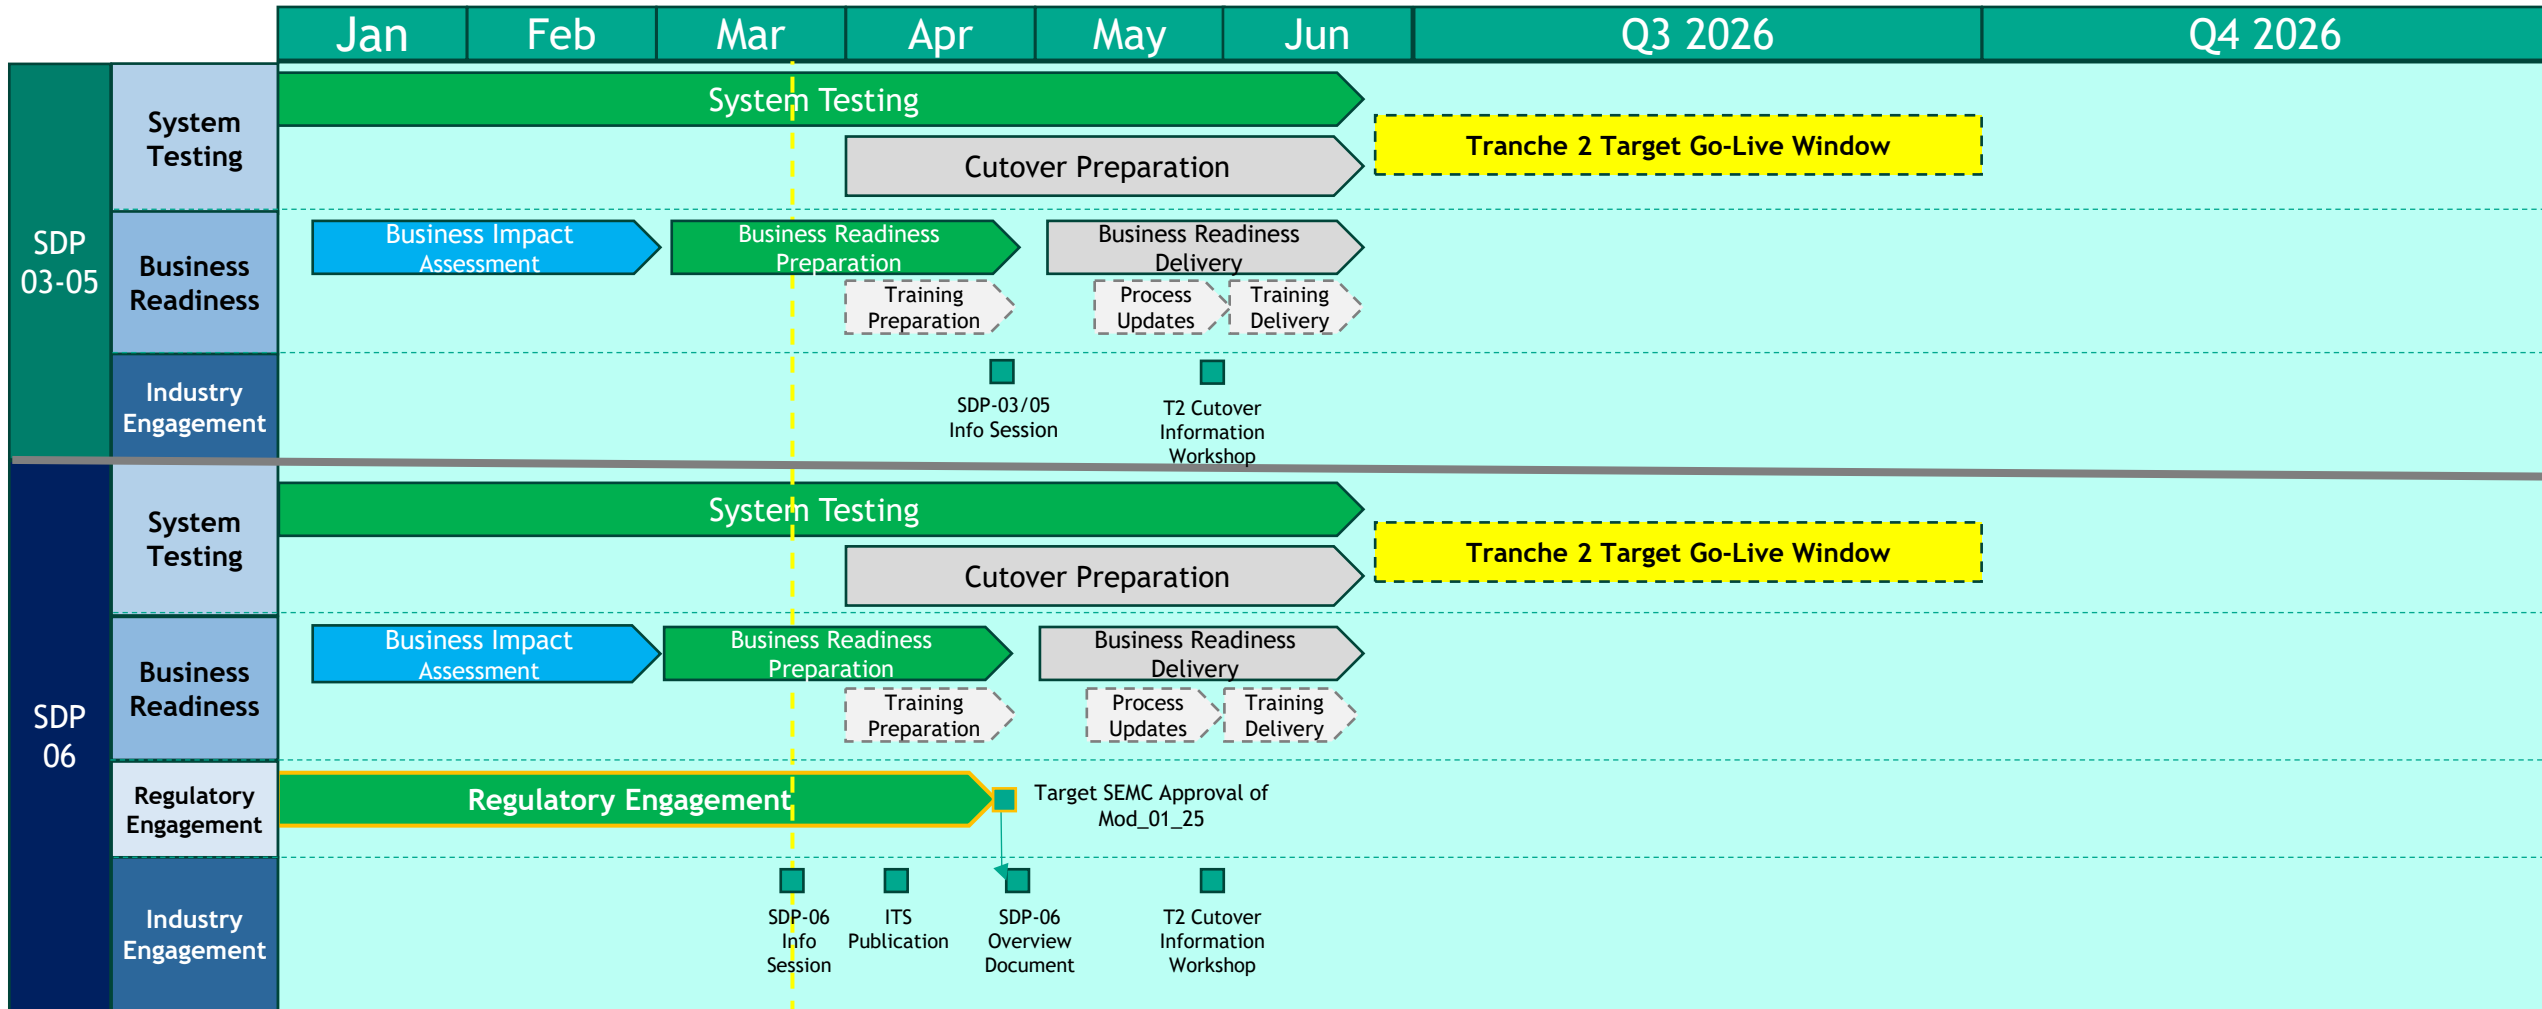 Jan Feb Mar Apr May Jun Q3 2026 Q4 2026
SDP
03-05
System
Testing
System Testing
Cutover Preparation
Tranche 2 Target Go-Live Window
Business
Readiness
Business Impact
Assessment
Business Readiness
Preparation
Business Readiness
Delivery
Training
Preparation
Process
Updates
Training
Delivery
Industry
Engagement
SDP-03/05
Info Session
T2 Cutover
Information
Workshop
SDP
06
System
Testing
System Testing
Cutover Preparation
Tranche 2 Target Go-Live Window
Business
Readiness
Business Impact
Assessment
Business Readiness
Preparation
Business Readiness
Delivery
Training
Preparation
Process
Updates
Training
Delivery
Regulatory
Engagement
Regulatory Engagement
Target SEMC Approval of
Mod_01_25
Industry
Engagement
SDP-06
Info
Session
ITS
Publication
SDP-06
Overview
Document
T2 Cutover
Information
Workshop